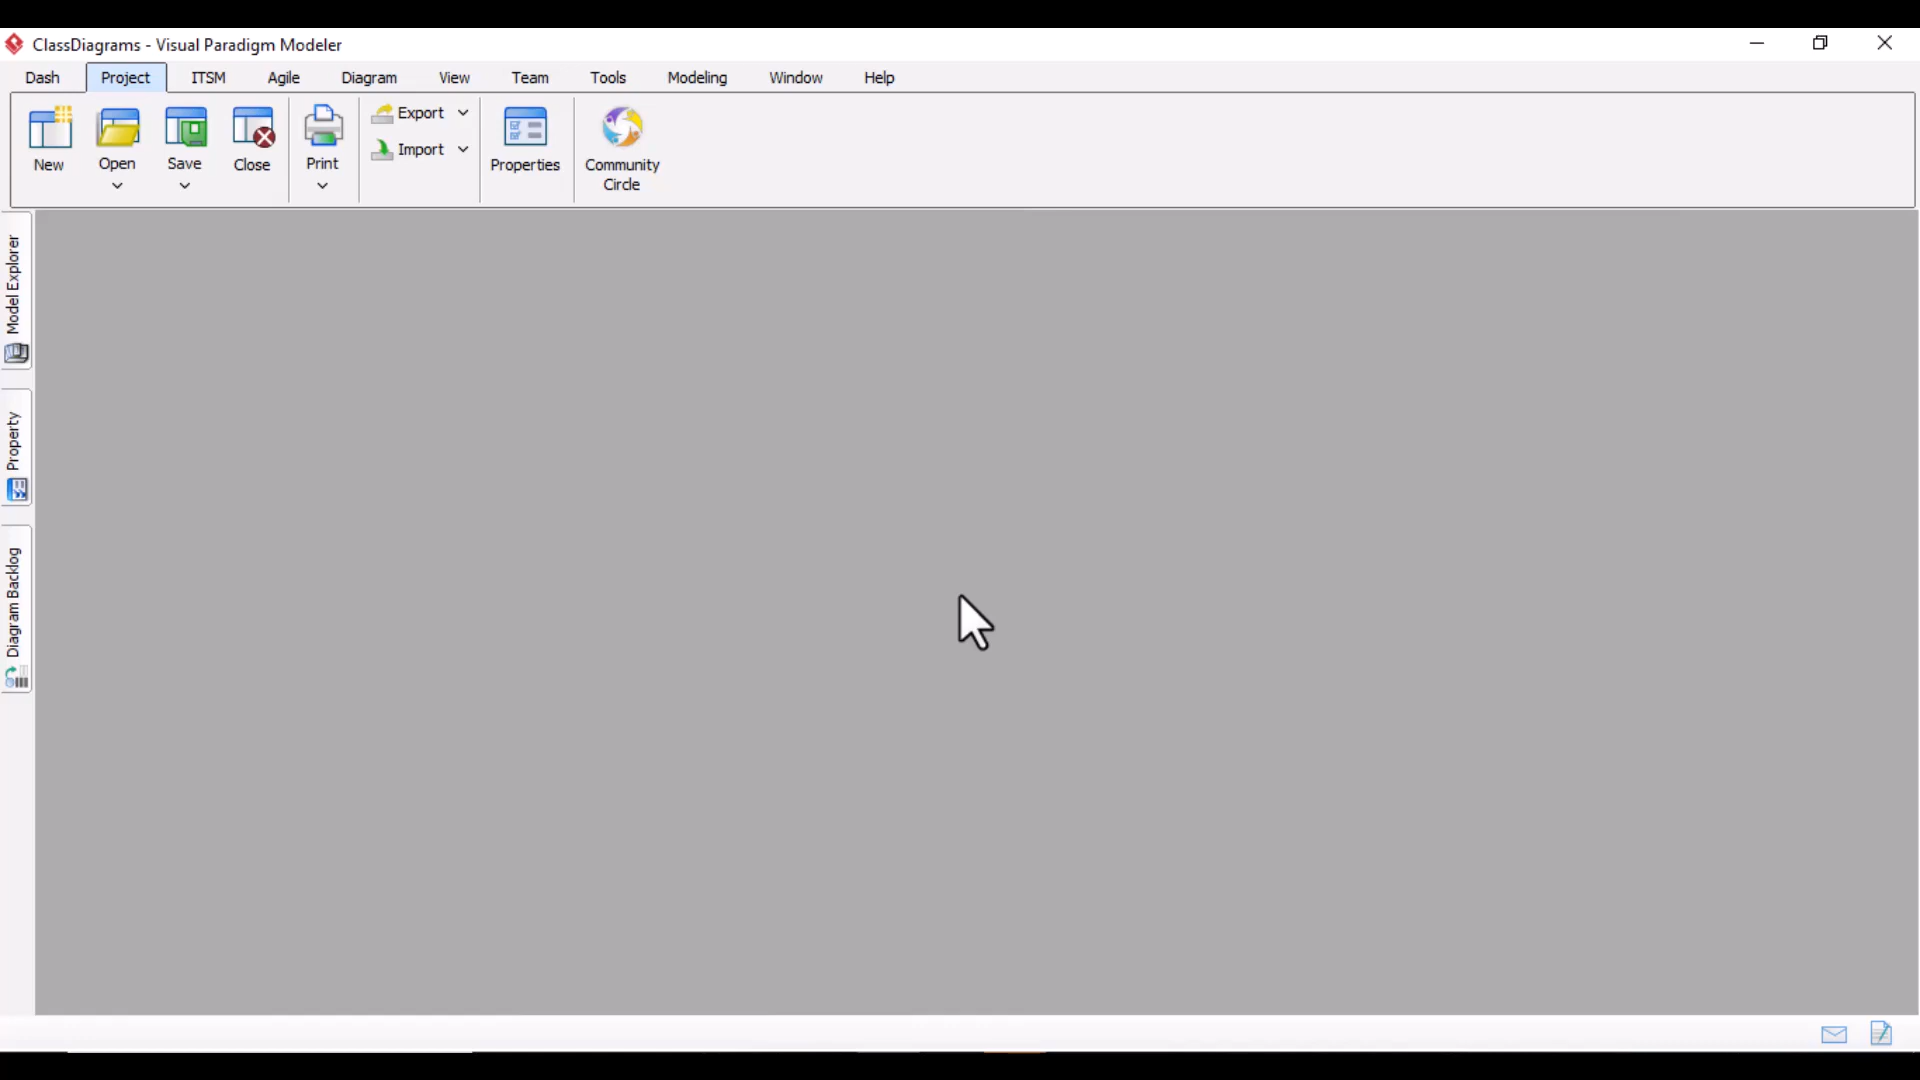 ClassDiagrams - Visual Paradigm Modeler
Dash Project ITSM Agile Diagram View Team Tools Modeling Window Help
New Open Save Close Print Export Import Properties Community Circle
Model Explorer
Property
Diagram Backlog